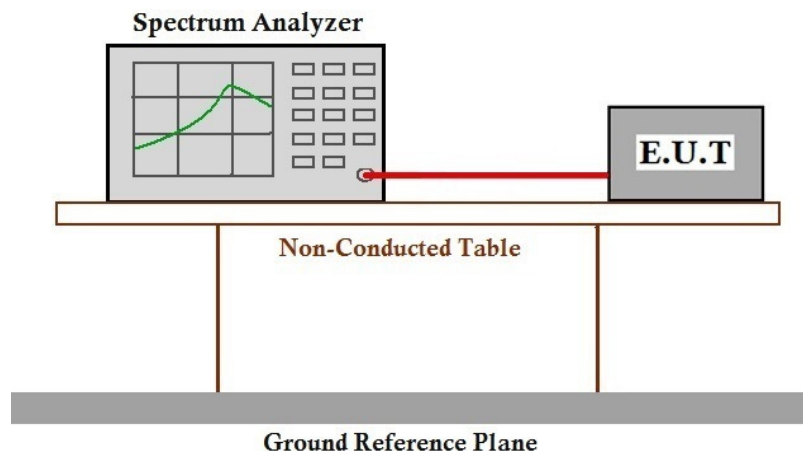 Spectrum Analyzer
E.U.T
Non-Conducted Table
Ground Reference Plane